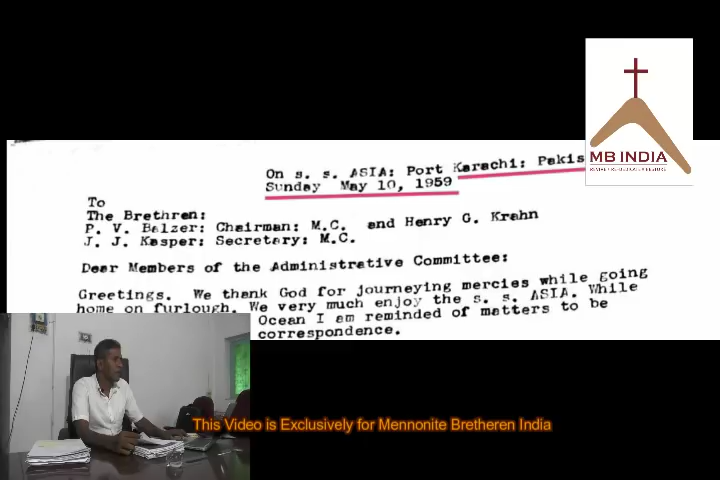 On s. s. ASIA: Port Karachi: Pakis
Sunday May 10, 1959
To
The Brethren:
P. V. Balzer: Chairman: M.C. and Henry G. Krahn
J. J. Kasper: Secretary: M.C.
Dear Members of the Administrative Committee:
Greetings. We thank God for journeying mercies while going
home on furlough. We very much enjoy the s. s. ASIA. While
Ocean I am reminded of matters to be
correspondence.
MB INDIA
This Video is Exclusively for Mennonite Bretheren India